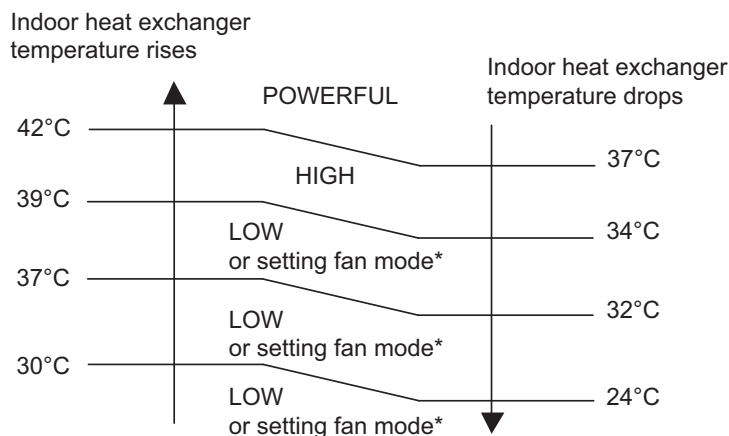 Indoor heat exchanger
temperature rises
Indoor heat exchanger
temperature drops
POWERFUL
42°C
37°C
HIGH
39°C
LOW
or setting fan mode*
34°C
37°C
LOW
or setting fan mode*
32°C
30°C
LOW
or setting fan mode*
24°C